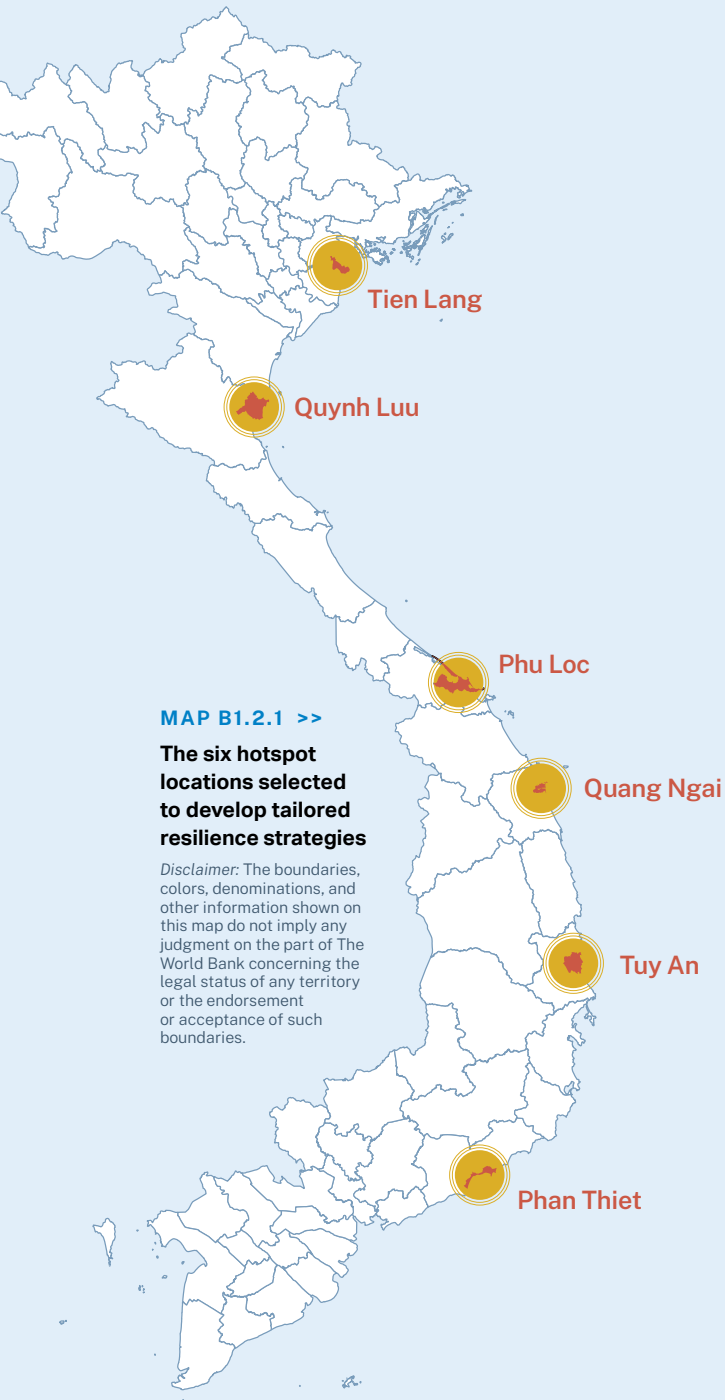 Tien Lang
Quynh Luu
Phu Loc
MAP B1.2.1 >>
The six hotspot
locations selected
to develop tailored
resilience strategies
Disclaimer: The boundaries,
colors, denominations, and
other information shown on
this map do not imply any
judgment on the part of The
World Bank concerning the
legal status of any territory
or the endorsement
or acceptance of such
boundaries.
Quang Ngai
Tuy An
Phan Thiet